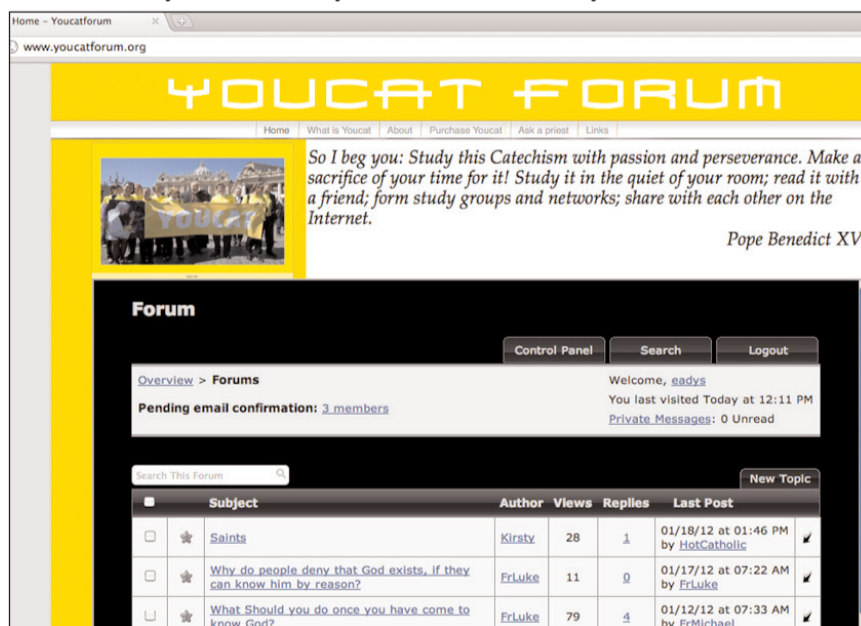 Home – Youcatforum
www.youcatforum.org
YOUCAT FORUM
Home What is Youcat About Purchase Youcat Ask a priest Links
So I beg you: Study this Catechism with passion and perseverance. Make a
sacrifice of your time for it! Study it in the quiet of your room; read it with
a friend; form study groups and networks; share with each other on the
Internet.
Pope Benedict XV
YOUCAT
Forum
Control Panel Search Logout
Overview > Forums
Pending email confirmation: 3 members
Welcome, eadys
You last visited Today at 12:11 PM
Private Messages: 0 Unread
Search This Forum
New Topic
Subject Author Views Replies Last Post
Saints Kirsty 28 1 01/18/12 at 01:46 PM
by HotCatholic
Why do people deny that God exists, if they
can know him by reason? FrLuke 11 0 01/17/12 at 07:22 AM
by FrLuke
What Should you do once you have come to
know God? FrLuke 79 4 01/12/12 at 07:33 AM
by FrMichael